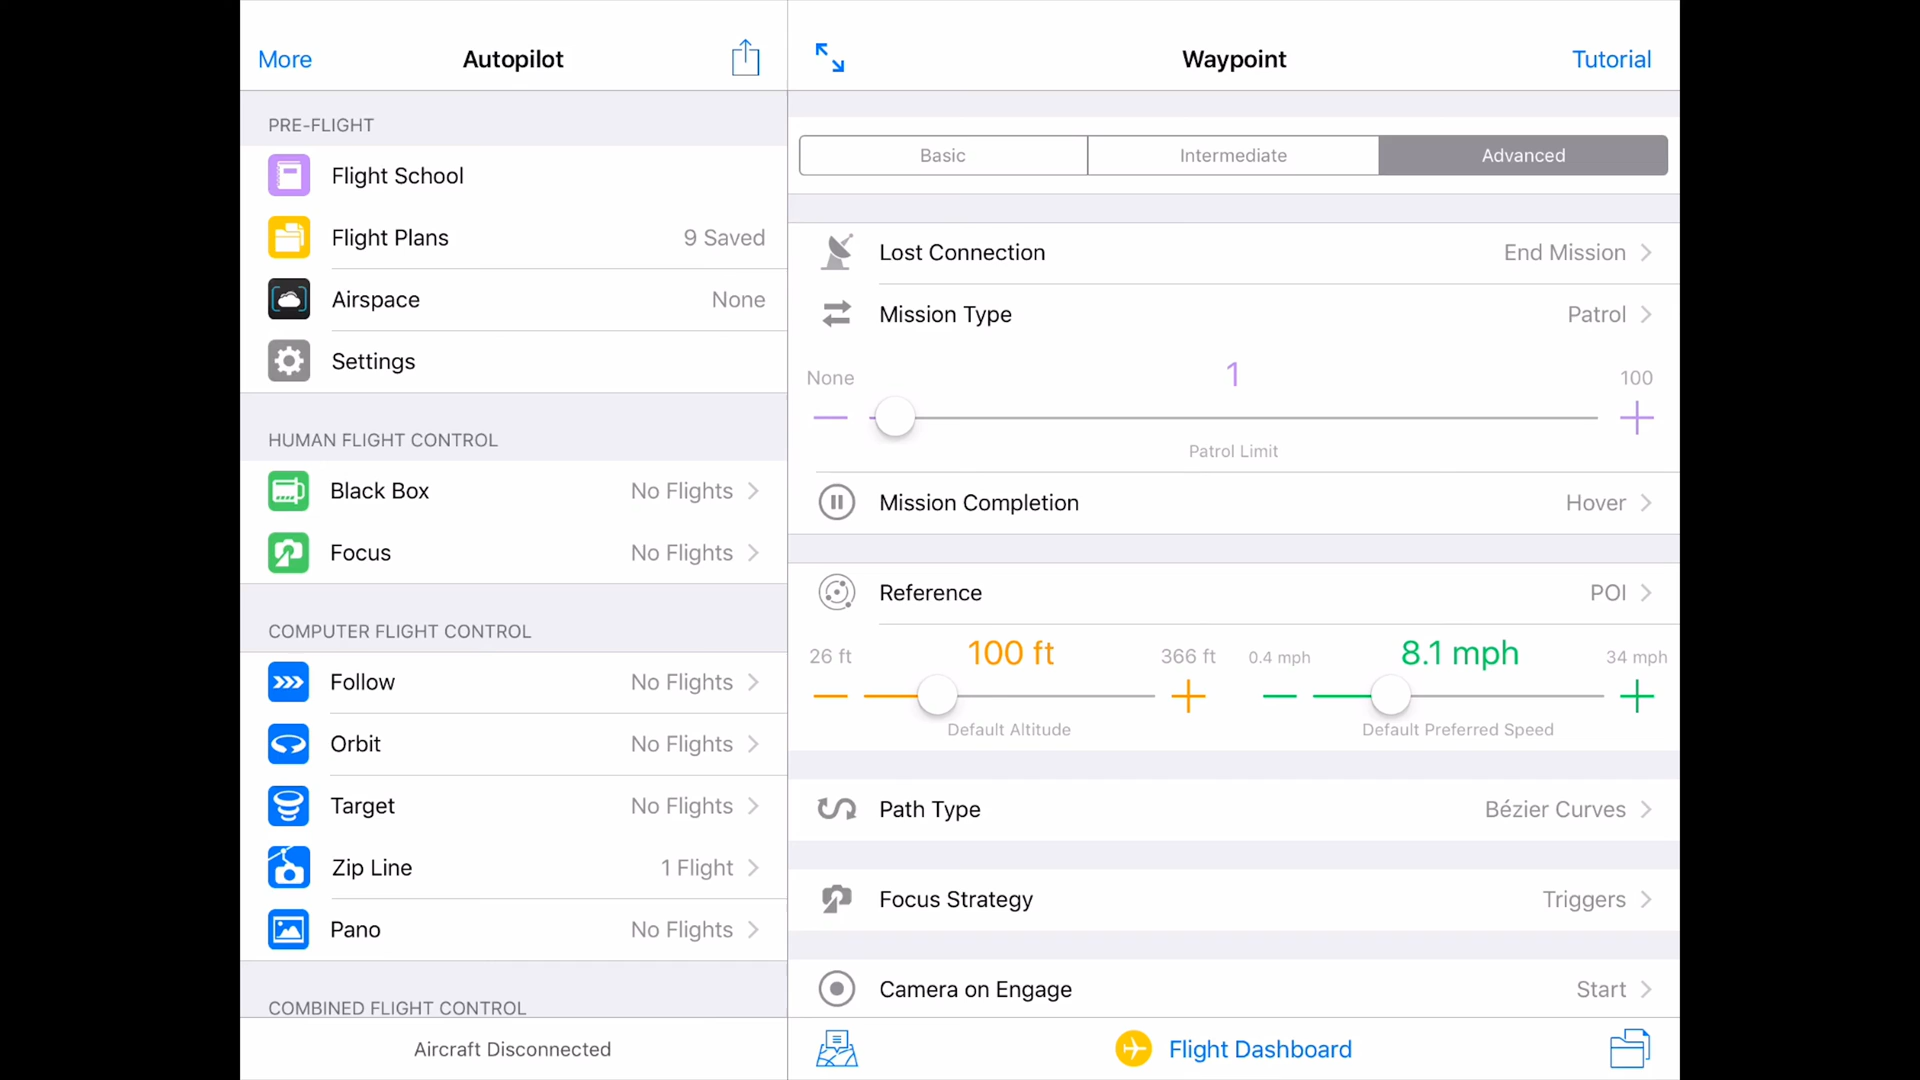 More
Autopilot
PRE-FLIGHT
Flight School
Flight Plans 9 Saved
Airspace None
Settings
HUMAN FLIGHT CONTROL
Black Box No Flights
Focus No Flights
COMPUTER FLIGHT CONTROL
Follow No Flights
Orbit No Flights
Target No Flights
Zip Line 1 Flight
Pano No Flights
COMBINED FLIGHT CONTROL
Aircraft Disconnected
Waypoint
Tutorial
Basic Intermediate Advanced
Lost Connection End Mission
Mission Type Patrol
None 1 100
Patrol Limit
Mission Completion Hover
Reference POI
26 ft 100 ft 366 ft 0.4 mph 8.1 mph 34 mph
Default Altitude Default Preferred Speed
Path Type Bézier Curves
Focus Strategy Triggers
Camera on Engage Start
Flight Dashboard